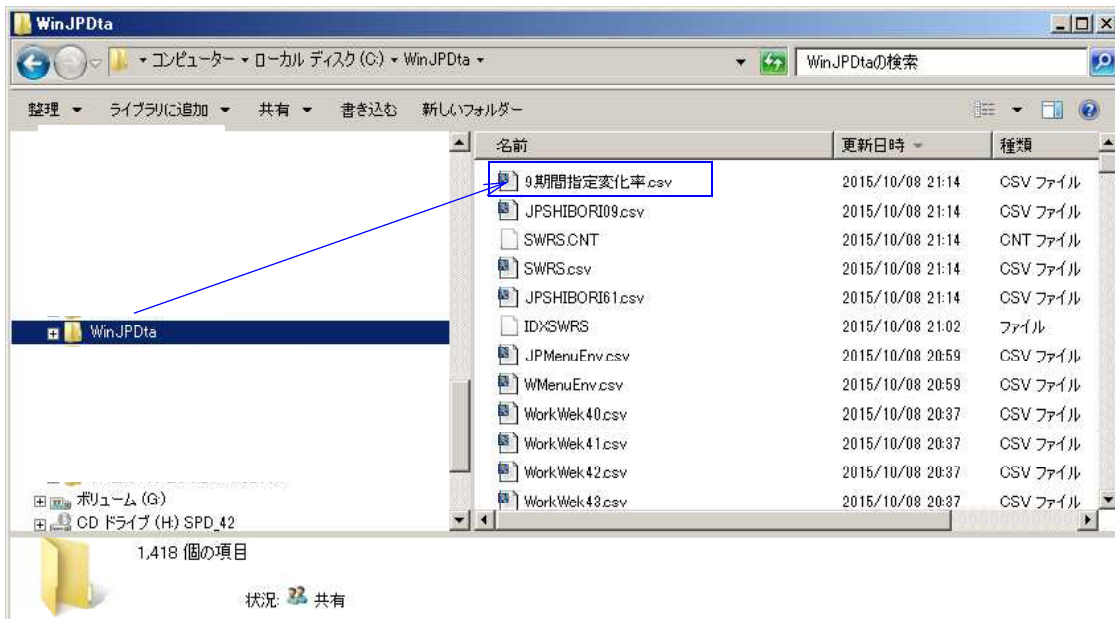 WinJPDta
コンピューター ローカル ディスク (C:) WinJPDta
WinJPDtaの検索
整理 ライブラリに追加 共有 書き込む 新しいフォルダー
名前 更新日時 種類
9期間指定変化率.csv 2015/10/08 21:14 CSV ファイル
JPSHIBORI09.csv 2015/10/08 21:14 CSV ファイル
SWRS.CNT 2015/10/08 21:14 CNT ファイル
SWRS.csv 2015/10/08 21:14 CSV ファイル
JPSHIBORI61.csv 2015/10/08 21:14 CSV ファイル
IDXSWRS 2015/10/08 21:02 ファイル
JPMenuEnv.csv 2015/10/08 20:59 CSV ファイル
WMenuEnv.csv 2015/10/08 20:59 CSV ファイル
WorkWek40.csv 2015/10/08 20:37 CSV ファイル
WorkWek41.csv 2015/10/08 20:37 CSV ファイル
WorkWek42.csv 2015/10/08 20:37 CSV ファイル
WorkWek43.csv 2015/10/08 20:37 CSV ファイル
WinJPDta
ボリューム (G:)
CD ドライブ (H:) SPD_42
1,418 個の項目
状況: 共有